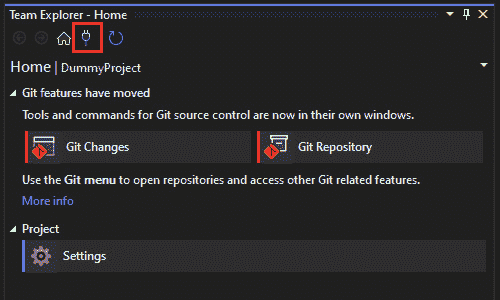 Team Explorer - Home
Home | DummyProject
Git features have moved
Tools and commands for Git source control are now in their own windows.
Git Changes
Git Repository
Use the Git menu to open repositories and access other Git related features.
More info
Project
Settings